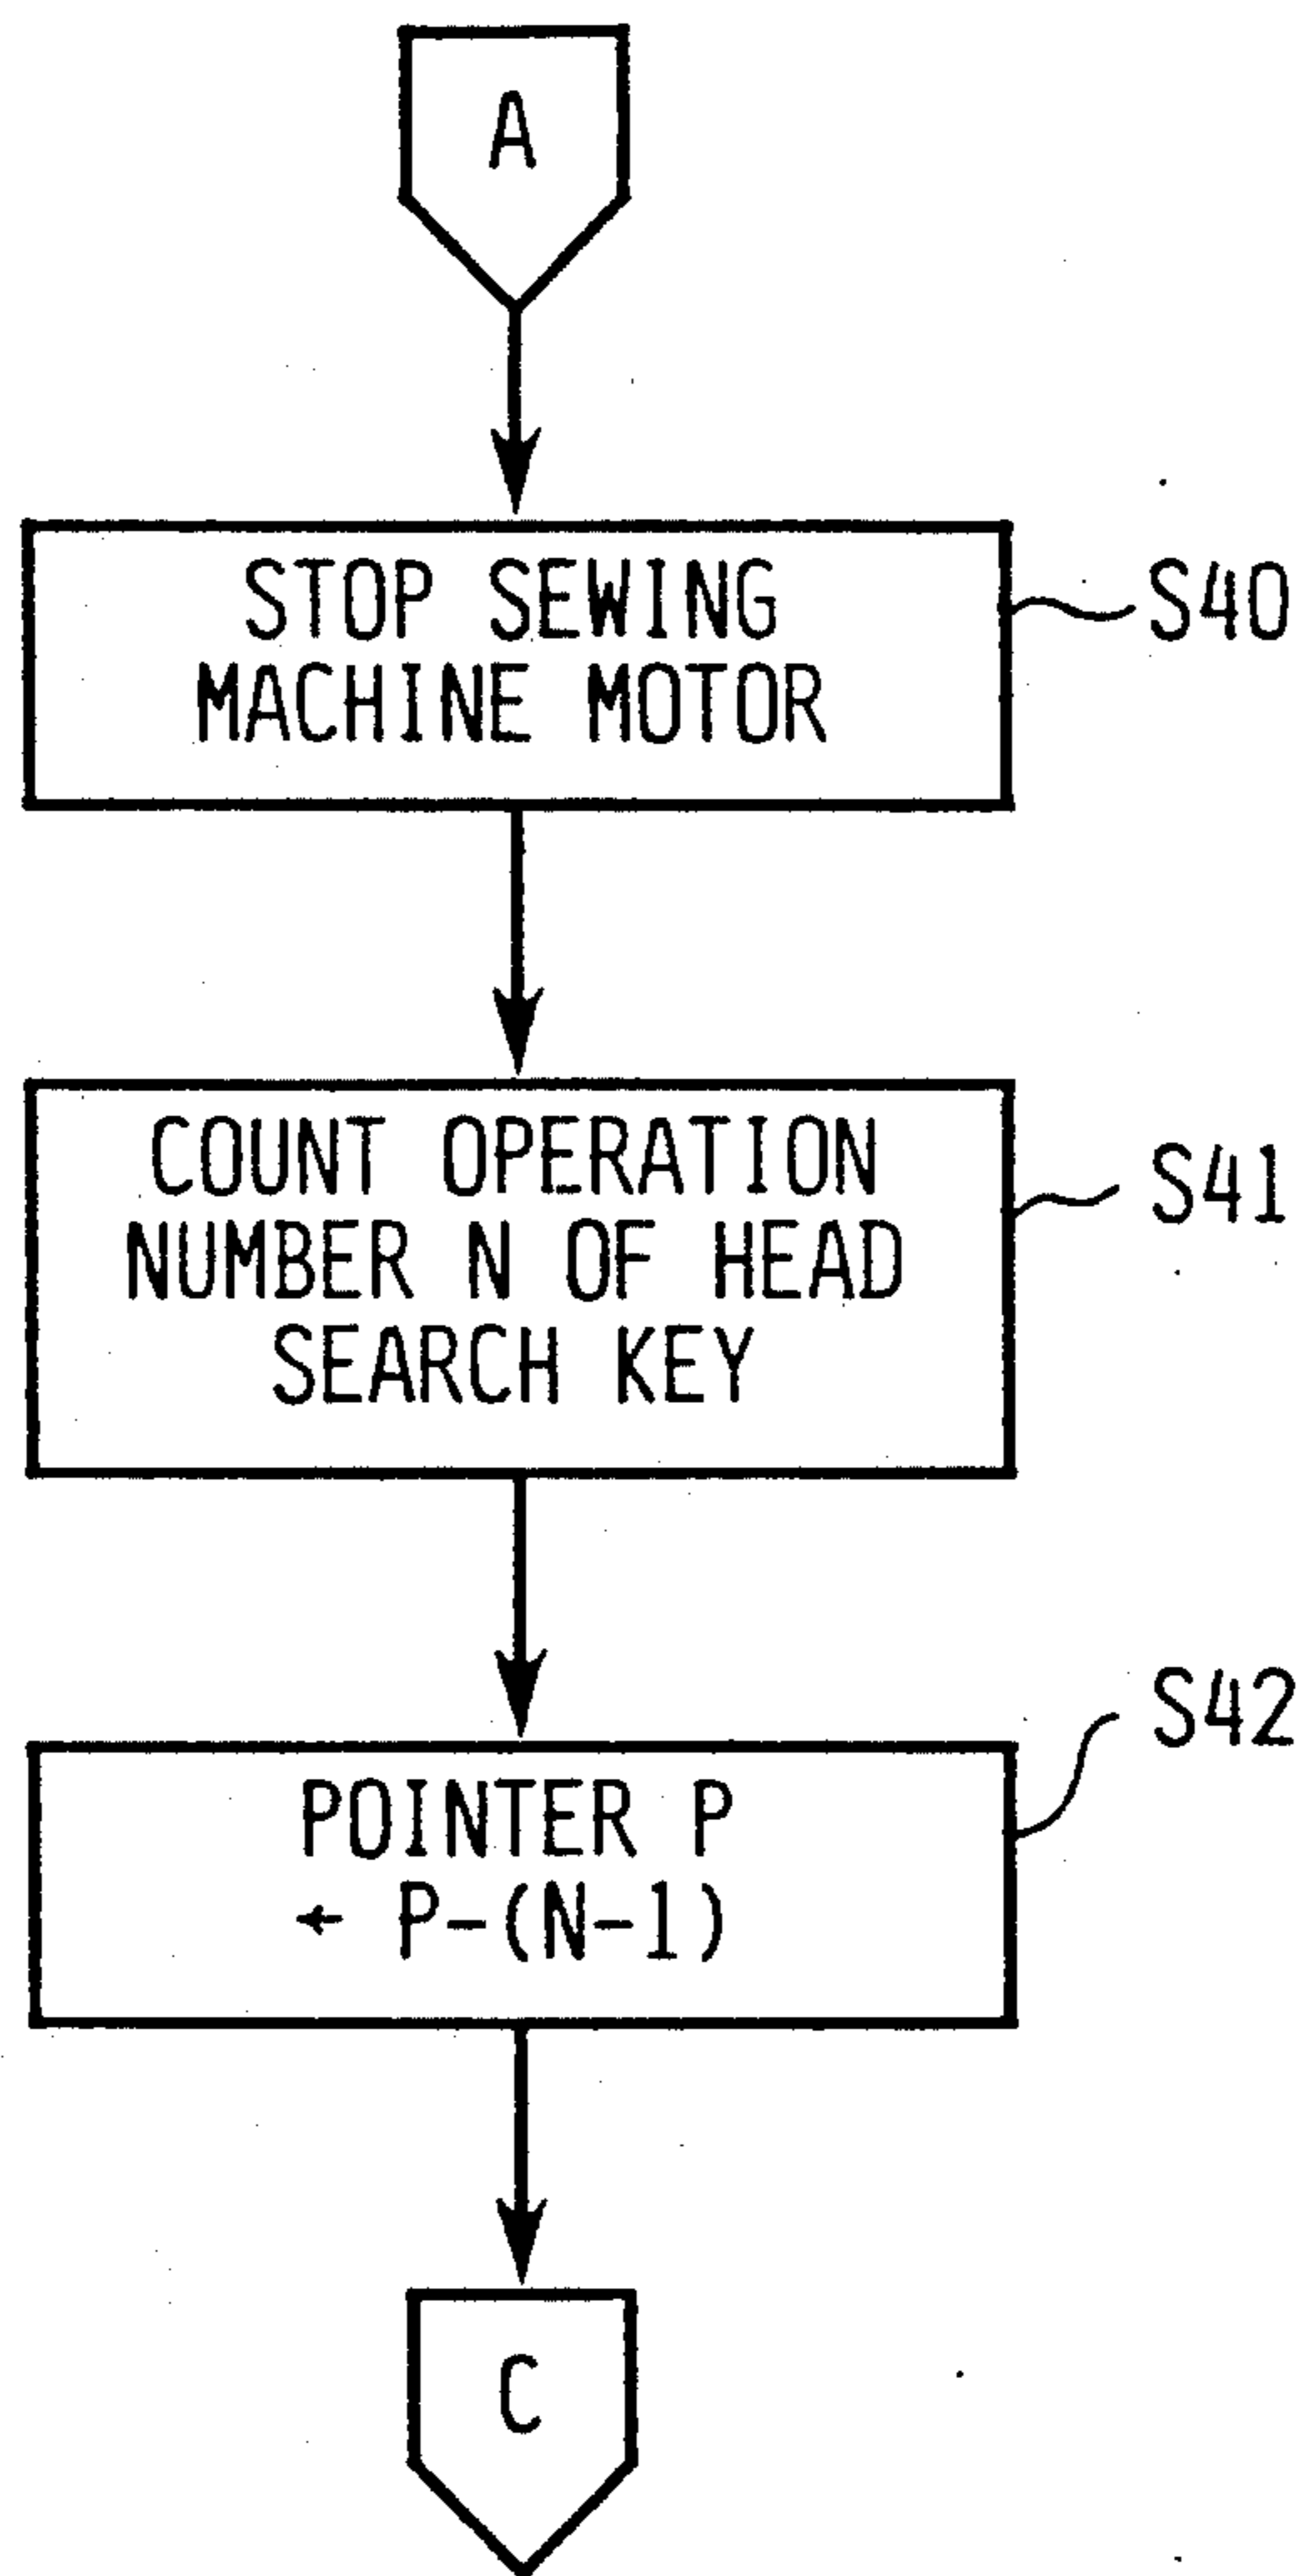 A
STOP SEWING
MACHINE MOTOR
S40
COUNT OPERATION
NUMBER N OF HEAD
SEARCH KEY
S41
POINTER P
← P-(N-1)
S42
C